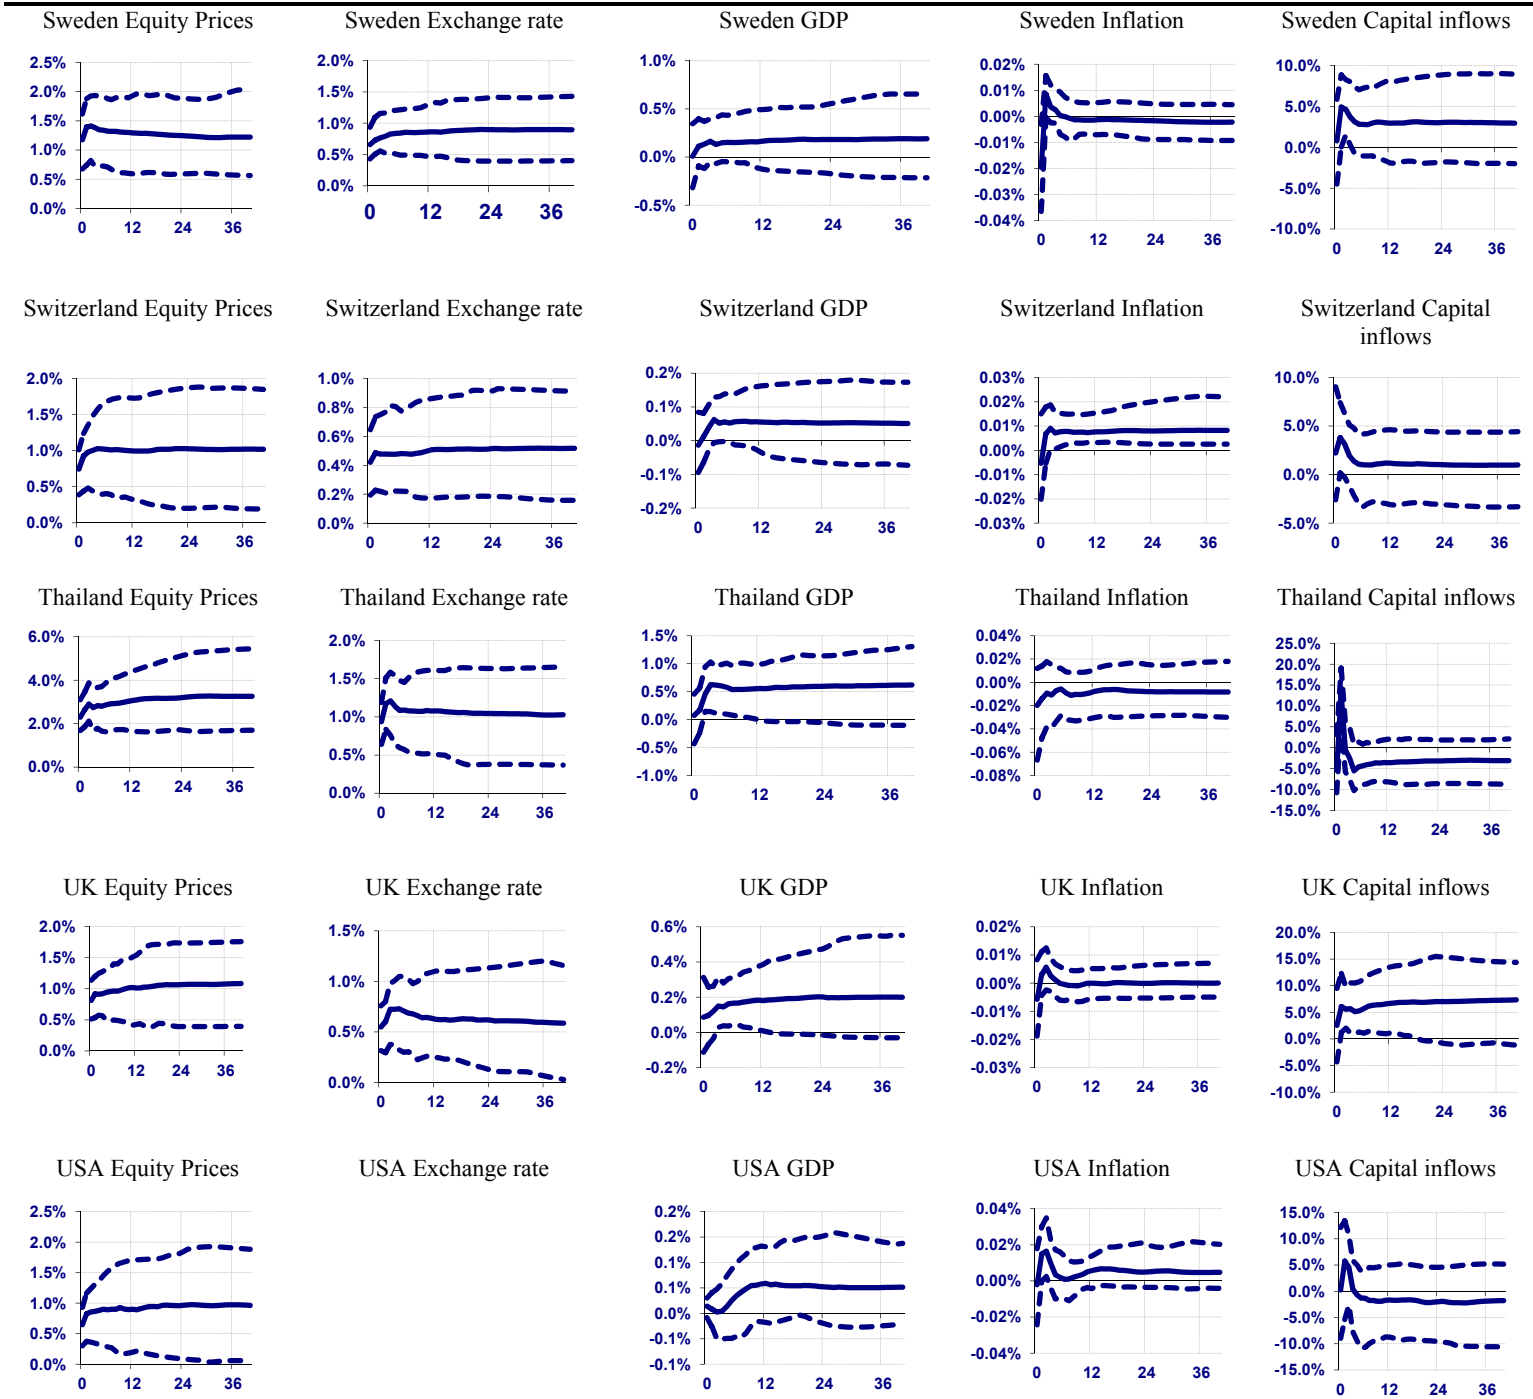 Sweden Equity Prices
Sweden Exchange rate
Sweden GDP
Sweden Inflation
Sweden Capital inflows
2.5%
2.0%
1.5%
1.0%
0.5%
0.0%
0 12 24 36
2.0%
1.5%
1.0%
0.5%
0.0%
0 12 24 36
1.0%
0.5%
0.0%
-0.5%
0 12 24 36
0.02%
0.01%
0.00%
-0.01%
-0.02%
-0.03%
-0.04%
0 12 24 36
10.0%
5.0%
0.0%
-5.0%
-10.0%
0 12 24 36
Switzerland Equity Prices
Switzerland Exchange rate
Switzerland GDP
Switzerland Inflation
Switzerland Capital
inflows
2.0%
1.5%
1.0%
0.5%
0.0%
0 12 24 36
1.0%
0.8%
0.6%
0.4%
0.2%
0.0%
0 12 24 36
0.2%
0.1%
0.0%
-0.1%
-0.2%
0 12 24 36
0.03%
0.02%
0.01%
0.00%
-0.01%
-0.02%
-0.03%
0 12 24 36
10.0%
5.0%
0.0%
-5.0%
0 12 24 36
Thailand Equity Prices
Thailand Exchange rate
Thailand GDP
Thailand Inflation
Thailand Capital inflows
6.0%
4.0%
2.0%
0.0%
0 12 24 36
2.0%
1.5%
1.0%
0.5%
0.0%
0 12 24 36
1.5%
1.0%
0.5%
0.0%
-0.5%
-1.0%
0 12 24 36
0.04%
0.02%
0.00%
-0.02%
-0.04%
-0.06%
-0.08%
0 12 24 36
25.0%
20.0%
15.0%
10.0%
5.0%
0.0%
-5.0%
-10.0%
-15.0%
0 12 24 36
UK Equity Prices
UK Exchange rate
UK GDP
UK Inflation
UK Capital inflows
2.0%
1.5%
1.0%
0.5%
0.0%
0 12 24 36
1.5%
1.0%
0.5%
0.0%
0 12 24 36
0.6%
0.4%
0.2%
0.0%
-0.2%
0 12 24 36
0.02%
0.01%
0.00%
-0.01%
-0.02%
-0.03%
0 12 24 36
20.0%
15.0%
10.0%
5.0%
0.0%
-5.0%
-10.0%
0 12 24 36
USA Equity Prices
USA Exchange rate
USA GDP
USA Inflation
USA Capital inflows
2.5%
2.0%
1.5%
1.0%
0.5%
0.0%
0 12 24 36
0.2%
0.2%
0.1%
0.1%
0.0%
-0.1%
-0.1%
0 12 24 36
0.04%
0.02%
0.00%
-0.02%
-0.04%
0 12 24 36
15.0%
10.0%
5.0%
0.0%
-5.0%
-10.0%
-15.0%
0 12 24 36